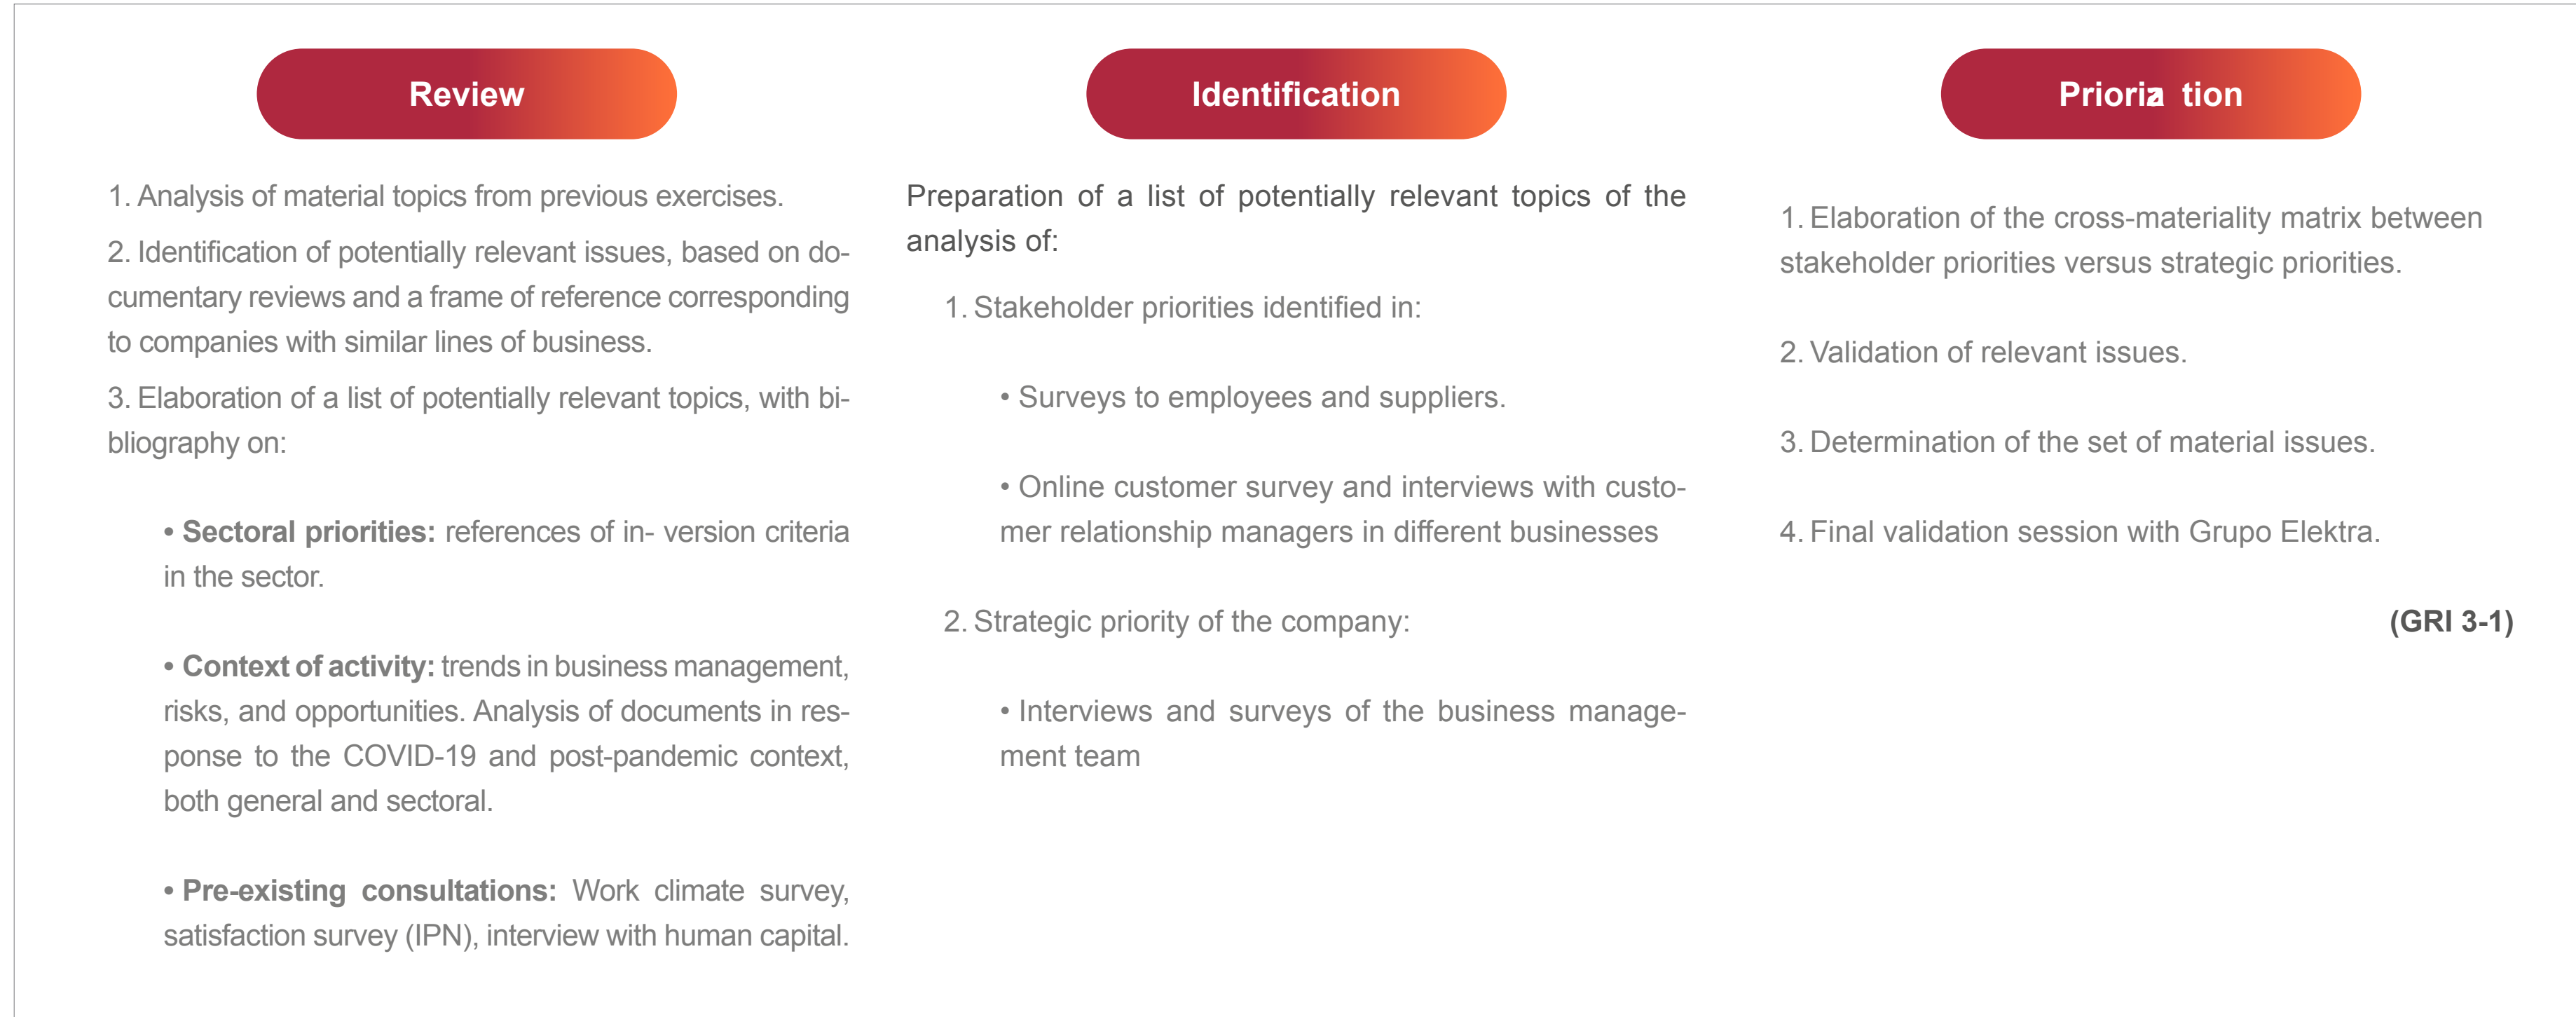 Review
1. Analysis of material topics from previous exercises.
2. Identification of potentially relevant issues, based on do-
cumentary reviews and a frame of reference corresponding
to companies with similar lines of business.
3. Elaboration of a list of potentially relevant topics, with bi-
bliography on:
• Sectoral priorities: references of in- version criteria
in the sector.
• Context of activity: trends in business management,
risks, and opportunities. Analysis of documents in res-
ponse to the COVID-19 and post-pandemic context,
both general and sectoral.
• Pre-existing consultations: Work climate survey,
satisfaction survey (IPN), interview with human capital.
Identification
Preparation of a list of potentially relevant topics of the
analysis of:
1. Stakeholder priorities identified in:
• Surveys to employees and suppliers.
• Online customer survey and interviews with custo-
mer relationship managers in different businesses
2. Strategic priority of the company:
• Interviews and surveys of the business manage-
ment team
Prioriza tion
1. Elaboration of the cross-materiality matrix between
stakeholder priorities versus strategic priorities.
2. Validation of relevant issues.
3. Determination of the set of material issues.
4. Final validation session with Grupo Elektra.
(GRI 3-1)